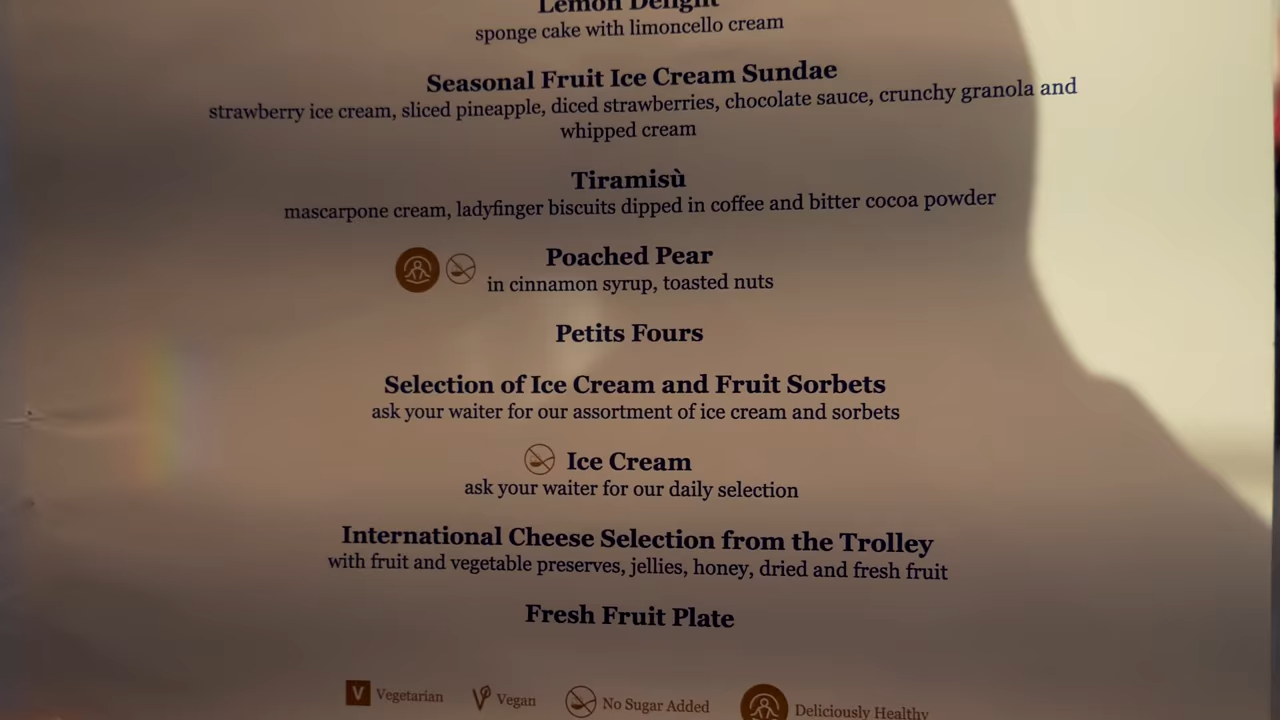 Lemon Delight
sponge cake with limoncello cream
Seasonal Fruit Ice Cream Sundae
strawberry ice cream, sliced pineapple, diced strawberries, chocolate sauce, crunchy granola and
whipped cream
Tiramisù
mascarpone cream, ladyfinger biscuits dipped in coffee and bitter cocoa powder
Poached Pear
in cinnamon syrup, toasted nuts
Petits Fours
Selection of Ice Cream and Fruit Sorbets
ask your waiter for our assortment of ice cream and sorbets
Ice Cream
ask your waiter for our daily selection
International Cheese Selection from the Trolley
with fruit and vegetable preserves, jellies, honey, dried and fresh fruit
Fresh Fruit Plate
V Vegetarian V Vegan No Sugar Added Deliciously Healthy